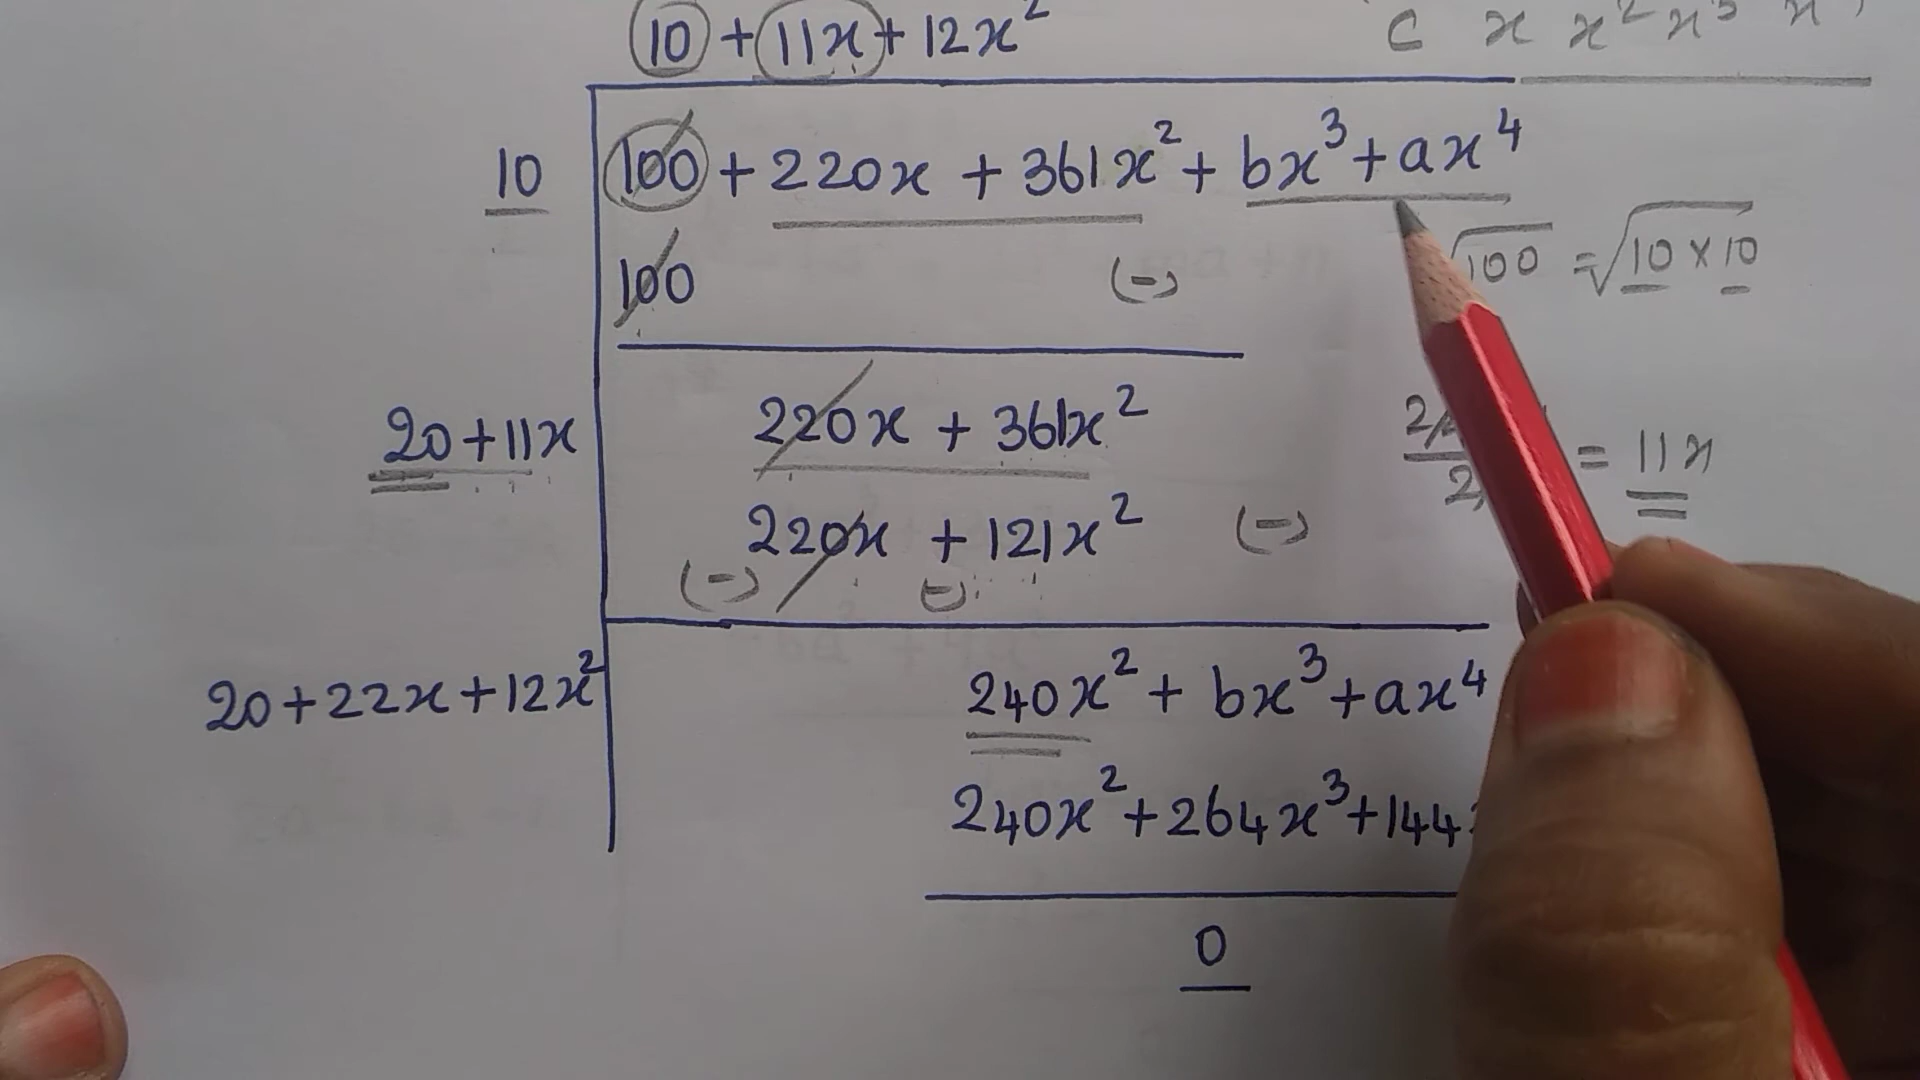 10 + 11x + 12x²
c x x² x³ x
10 100 + 220x + 361x² + bx³ + ax⁴
100 (-) √100 = √10 × 10
20 + 11x 220x + 361x² = 11x
220x + 121x² (-)
(-) (-)
20 + 22x + 12x² 240x² + bx³ + ax⁴
240x² + 264x³ + 144
0